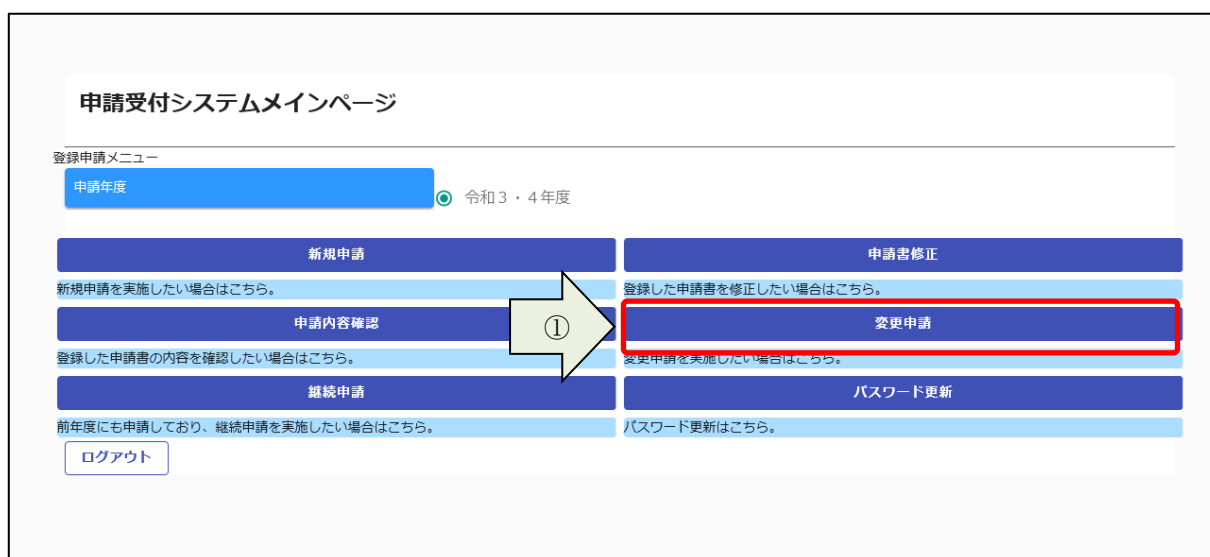 申請受付システムメインページ
登録申請メニュー
申請年度
令和３・４年度
新規申請
申請書修正
新規申請を実施したい場合はこちら。
登録した申請書を修正したい場合はこちら。
申請内容確認
①
変更申請
登録した申請書の内容を確認したい場合はこちら。
変更申請を実施したい場合はこちら。
継続申請
パスワード更新
前年度にも申請しており、継続申請を実施したい場合はこちら。
パスワード更新はこちら。
ログアウト